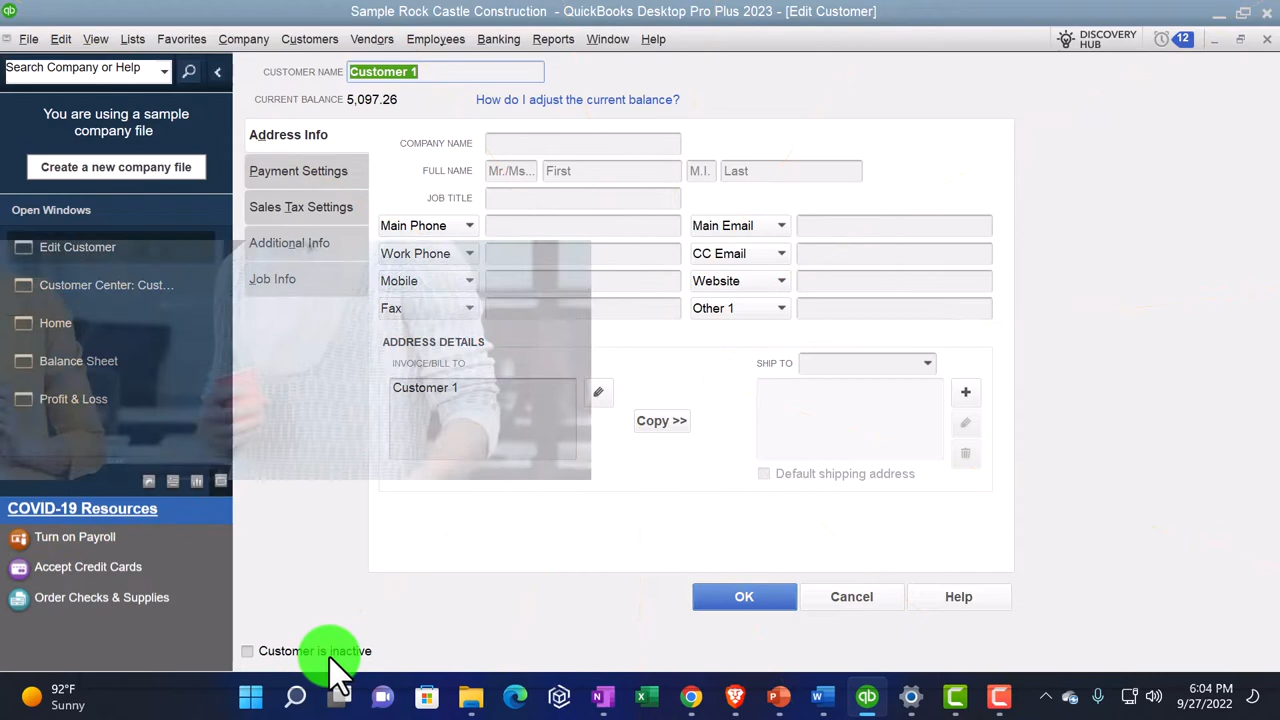 Sample Rock Castle Construction - QuickBooks Desktop Pro Plus 2023 - [Edit Customer]
File Edit View Lists Favorites Company Customers Vendors Employees Banking Reports Window Help
DISCOVERY HUB
12
Search Company or Help
You are using a sample company file
Create a new company file
Open Windows
Edit Customer
Customer Center: Cust...
Home
Balance Sheet
Profit & Loss
COVID-19 Resources
Turn on Payroll
Accept Credit Cards
Order Checks & Supplies
CUSTOMER NAME Customer 1
CURRENT BALANCE 5,097.26 How do I adjust the current balance?
Address Info
Payment Settings
Sales Tax Settings
Additional Info
Job Info
COMPANY NAME
FULL NAME Mr./Ms... First M.I. Last
JOB TITLE
Main Phone Main Email
Work Phone CC Email
Mobile Website
Fax Other 1
ADDRESS DETAILS
INVOICE/BILL TO SHIP TO
Customer 1
Copy >>
Default shipping address
OK Cancel Help
Customer is inactive
92°F
Sunny
6:04 PM
9/27/2022